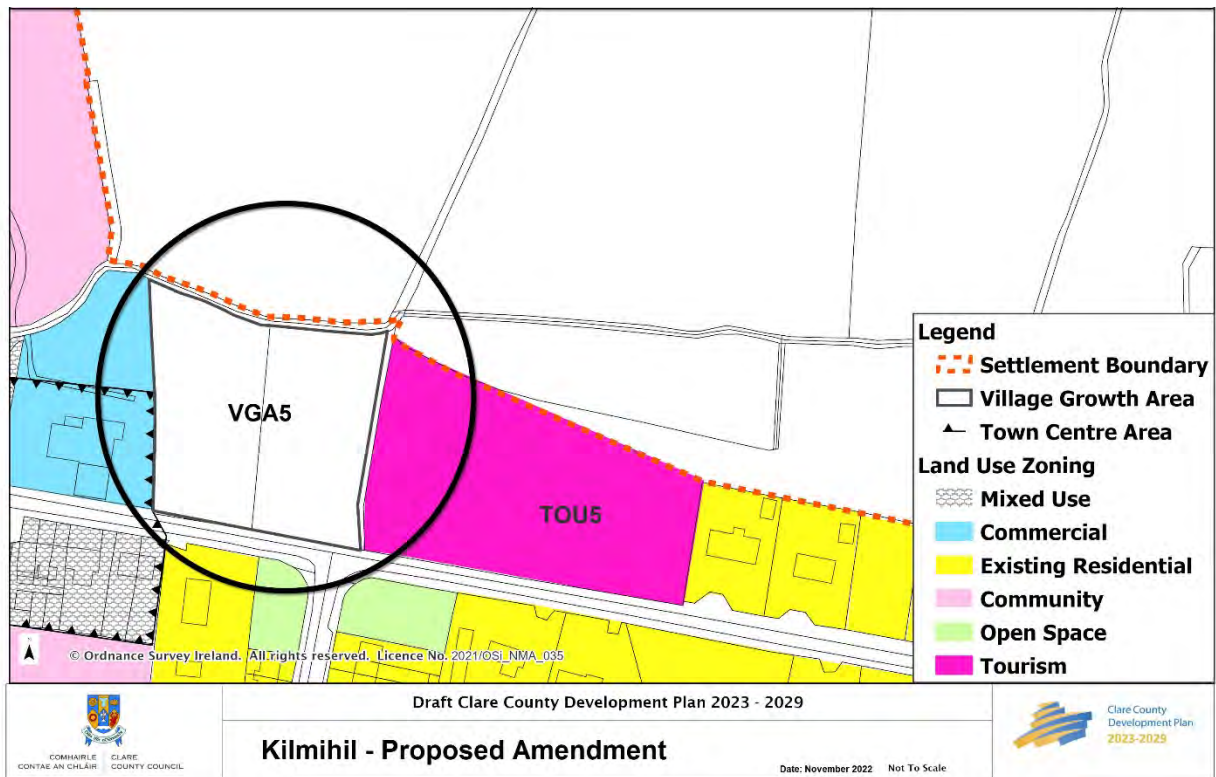 VGA5
TOU5
Legend
Settlement Boundary
Village Growth Area
Town Centre Area
Land Use Zoning
Mixed Use
Commercial
Existing Residential
Community
Open Space
Tourism
© Ordnance Survey Ireland. All rights reserved. Licence No. 2021/OSi_NMA_035
COMHAIRLE CONTAE AN CHLÁIR
CLARE COUNTY COUNCIL
Draft Clare County Development Plan 2023 - 2029
Kilmihil - Proposed Amendment
Date: November 2022 Not To Scale
Clare County
Development Plan
2023-2029